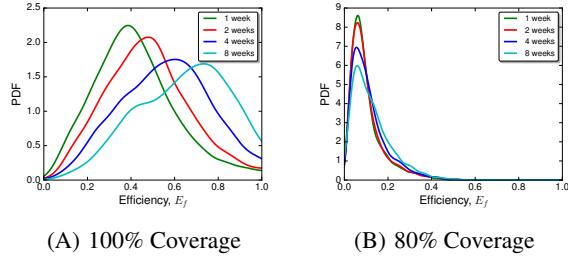 2.5
2.0
1.5
1.0
0.5
0.0
PDF
1 week
2 weeks
4 weeks
8 weeks
0.0 0.2 0.4 0.6 0.8 1.0
Efficiency, E_f
(A) 100% Coverage
9
8
7
6
5
4
3
2
1
0
PDF
1 week
2 weeks
4 weeks
8 weeks
0.0 0.2 0.4 0.6 0.8 1.0
Efficiency, E_f
(B) 80% Coverage